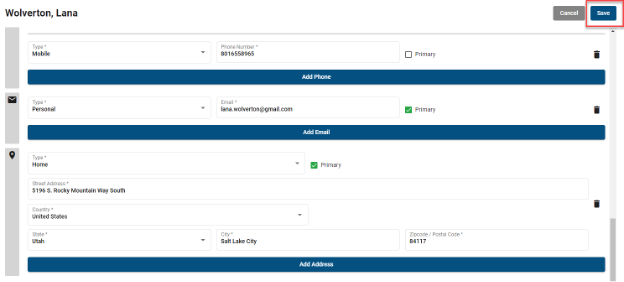 Wolverton, Lana
Cancel
Save
Type *
Mobile
Phone Number *
8016558965
Primary
Add Phone
Type *
Personal
Email *
lana.wolverton@gmail.com
Primary
Add Email
Type *
Home
Primary
Street Address *
5196 S. Rocky Mountain Way South
Country *
United States
State *
Utah
City *
Salt Lake City
Zipcode / Postal Code *
84117
Add Address